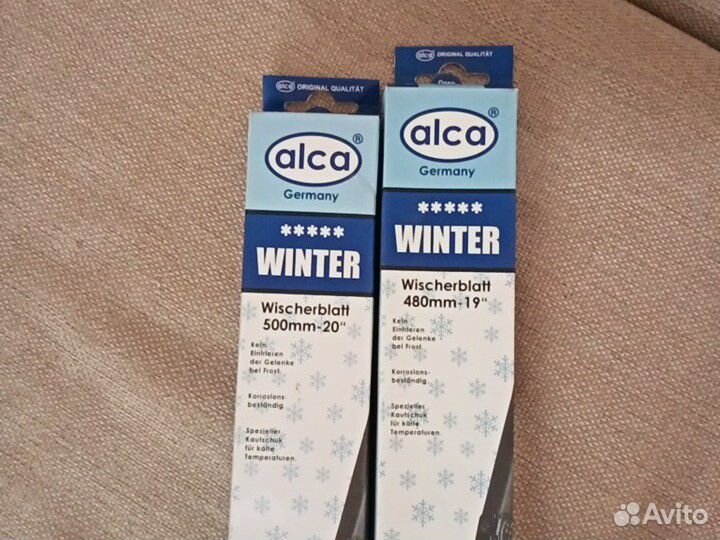 alca ORIGINAL QUALITÄT
alca®
Germany
*****
WINTER
Wischerblatt
500mm-20"
Kein
Einfrieren
der Gelenke
bei Frost.
Korrosions-
beständig
Spezieller
Kautschuk
für kalte
Temperaturen.
alca ORIGINAL QUALITÄT
Open
alca®
Germany
*****
WINTER
Wischerblatt
480mm-19"
Kein
Einfrieren
der Gelenke
bei Frost.
Korrosions-
beständig
Spezieller
Kautschuk
für kalte
Temperaturen.
Avito